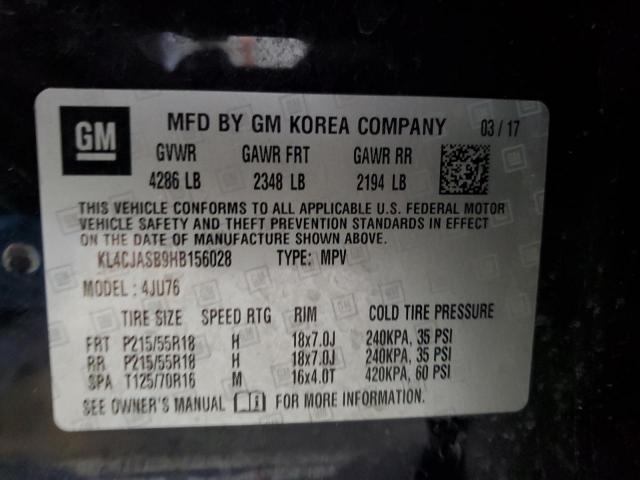 GM MFD BY GM KOREA COMPANY 03 / 17
GVWR GAWR FRT GAWR RR
4286 LB 2348 LB 2194 LB
THIS VEHICLE CONFORMS TO ALL APPLICABLE U.S. FEDERAL MOTOR
VEHICLE SAFETY AND THEFT PREVENTION STANDARDS IN EFFECT
ON THE DATE OF MANUFACTURE SHOWN ABOVE.
KL4CJASB9HB156028 TYPE: MPV
MODEL: 4JU76
TIRE SIZE SPEED RTG RIM COLD TIRE PRESSURE
FRT P215/55R18 H 18x7.0J 240KPA, 35 PSI
RR P215/55R18 H 18x7.0J 240KPA, 35 PSI
SPA T125/70R16 M 16x4.0T 420KPA, 60 PSI
SEE OWNER'S MANUAL FOR MORE INFORMATION.